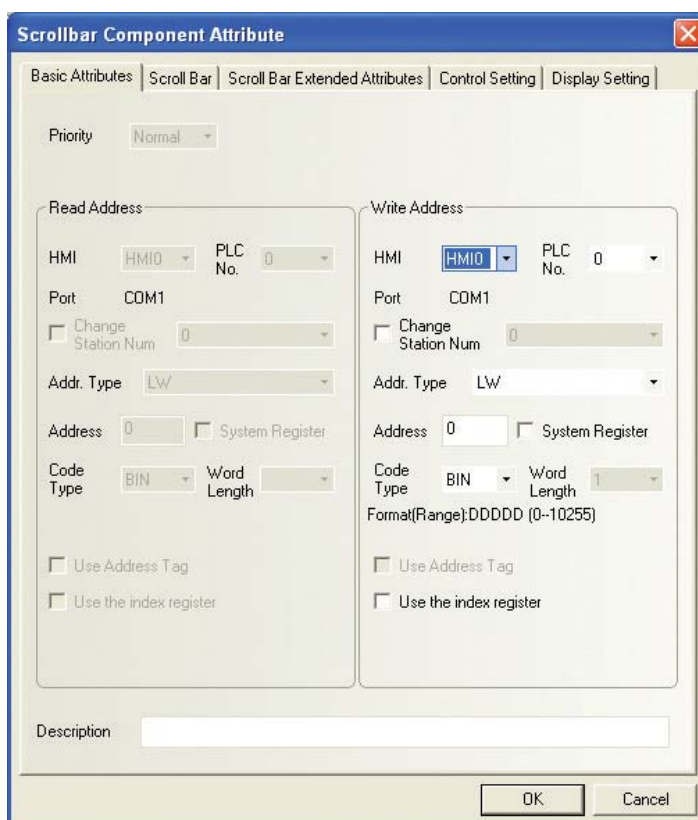 Scrollbar Component Attribute
Basic Attributes Scroll Bar Scroll Bar Extended Attributes Control Setting Display Setting
Priority Normal
Read Address
HMI HMI0 PLC No. 0
Port COM1
Change Station Num 0
Addr. Type LW
Address 0 System Register
Code Type BIN Word Length
Use Address Tag
Use the index register
Write Address
HMI HMI0 PLC No. 0
Port COM1
Change Station Num 0
Addr. Type LW
Address 0 System Register
Code Type BIN Word Length 1
Format(Range):DDDDD (0--10255)
Use Address Tag
Use the index register
Description
OK Cancel